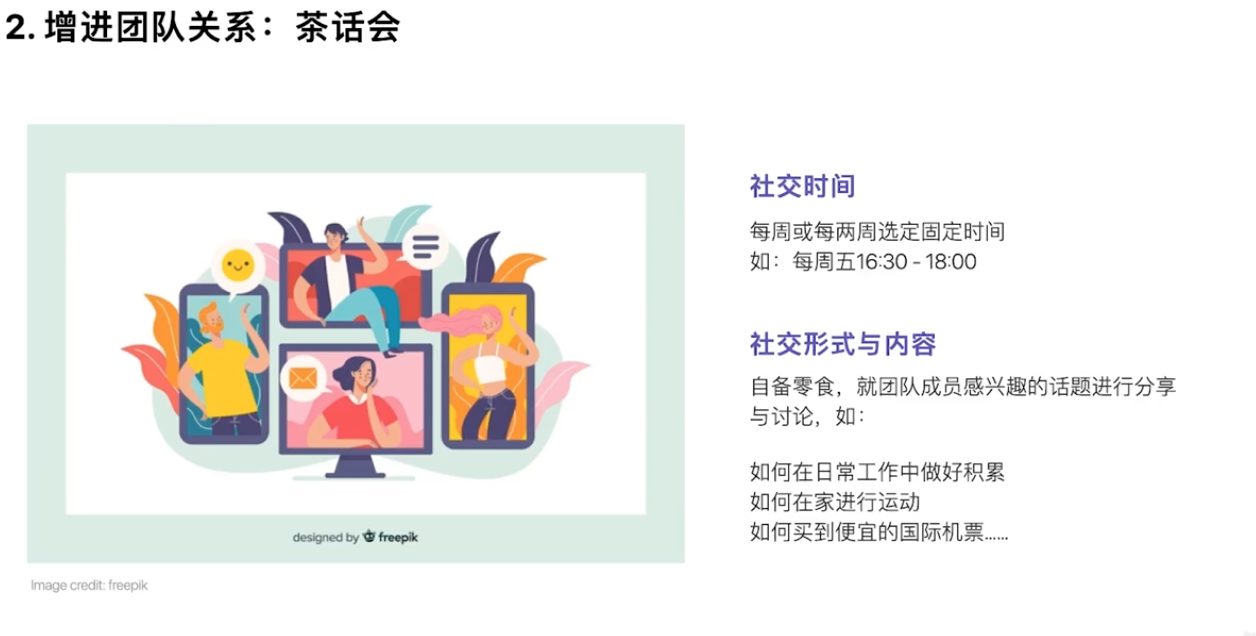 2. 增进团队关系：茶话会
社交时间
每周或每两周选定固定时间
如：每周五16:30 - 18:00
社交形式与内容
自备零食，就团队成员感兴趣的话题进行分享
与讨论，如：
如何在日常工作中做好积累
如何在家进行运动
如何买到便宜的国际机票……
designed by freepik
Image credit: freepik